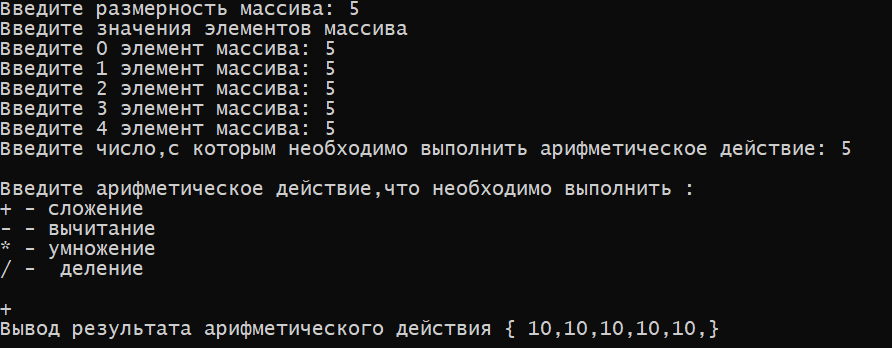 Введите размерность массива: 5
Введите значения элементов массива
Введите 0 элемент массива: 5
Введите 1 элемент массива: 5
Введите 2 элемент массива: 5
Введите 3 элемент массива: 5
Введите 4 элемент массива: 5
Введите число,с которым необходимо выполнить арифметическое действие: 5
Введите арифметическое действие,что необходимо выполнить :
+ - сложение
- - вычитание
* - умножение
/ -  деление
+
Вывод результата арифметического действия { 10,10,10,10,10,}